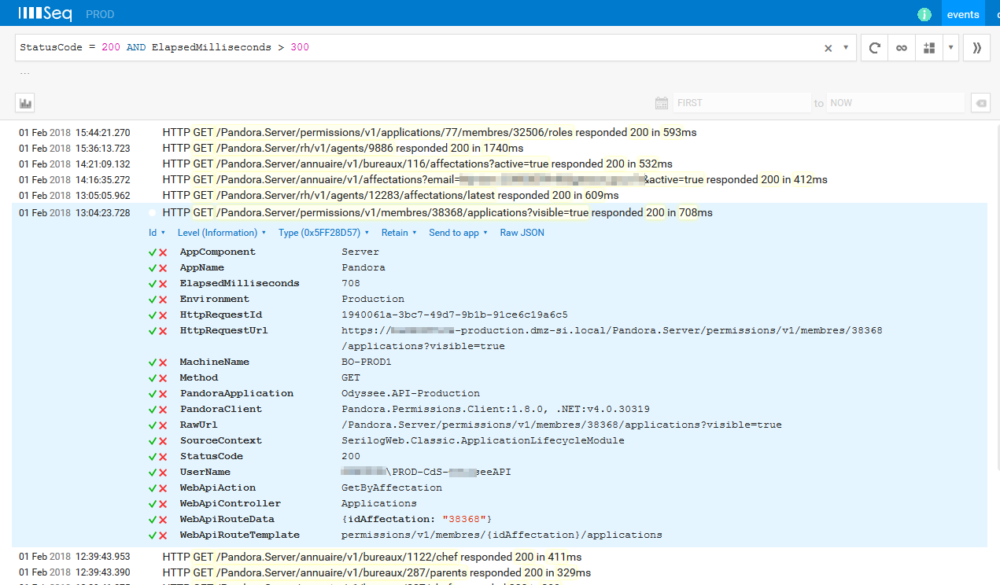 Seq PROD events
StatusCode = 200 AND ElapsedMilliseconds > 300
...
FIRST to NOW
01 Feb 2018 15:44:21.270 HTTP GET /Pandora.Server/permissions/v1/applications/77/membres/32506/roles responded 200 in 593ms
01 Feb 2018 15:36:13.723 HTTP GET /Pandora.Server/rh/v1/agents/9886 responded 200 in 1740ms
01 Feb 2018 14:21:09.132 HTTP GET /Pandora.Server/annuaire/v1/bureaux/116/affectations?active=true responded 200 in 532ms
01 Feb 2018 14:16:35.272 HTTP GET /Pandora.Server/annuaire/v1/affectations?email= &active=true responded 200 in 412ms
01 Feb 2018 13:05:05.962 HTTP GET /Pandora.Server/rh/v1/agents/12283/affectations/latest responded 200 in 609ms
01 Feb 2018 13:04:23.728 HTTP GET /Pandora.Server/permissions/v1/membres/38368/applications?visible=true responded 200 in 708ms
Id Level (Information) Type (0x5FF28D57) Retain Send to app Raw JSON
AppComponent Server
AppName Pandora
ElapsedMilliseconds 708
Environment Production
HttpRequestId 1940061a-3bc7-49d7-9b1b-91ce6c19a6c5
HttpRequestUrl https:// -production.dmz-si.local/Pandora.Server/permissions/v1/membres/38368
/applications?visible=true
MachineName BO-PROD1
Method GET
PandoraApplication Odyssee.API-Production
PandoraClient Pandora.Permissions.Client:1.8.0, .NET:v4.0.30319
RawUrl /Pandora.Server/permissions/v1/membres/38368/applications?visible=true
SourceContext SerilogWeb.Classic.ApplicationLifecycleModule
StatusCode 200
UserName \PROD-CdS- seeAPI
WebApiAction GetByAffectation
WebApiController Applications
WebApiRouteData {idAffectation: "38368"}
WebApiRouteTemplate permissions/v1/membres/{idAffectation}/applications
01 Feb 2018 12:39:43.953 HTTP GET /Pandora.Server/annuaire/v1/bureaux/1122/chef responded 200 in 411ms
01 Feb 2018 12:39:43.390 HTTP GET /Pandora.Server/annuaire/v1/bureaux/287/parents responded 200 in 329ms